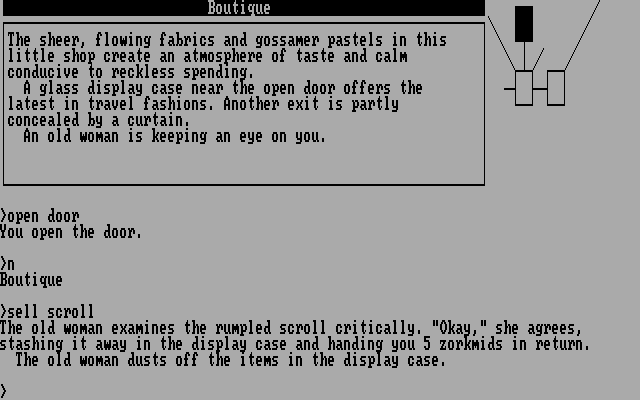 Boutique
The sheer, flowing fabrics and gossamer pastels in this
little shop create an atmosphere of taste and calm
conducive to reckless spending.
A glass display case near the open door offers the
latest in travel fashions. Another exit is partly
concealed by a curtain.
An old woman is keeping an eye on you.
>open door
You open the door.
>n
Boutique
>sell scroll
The old woman examines the rumpled scroll critically. "Okay," she agrees,
stashing it away in the display case and handing you 5 zorkmids in return.
The old woman dusts off the items in the display case.
>